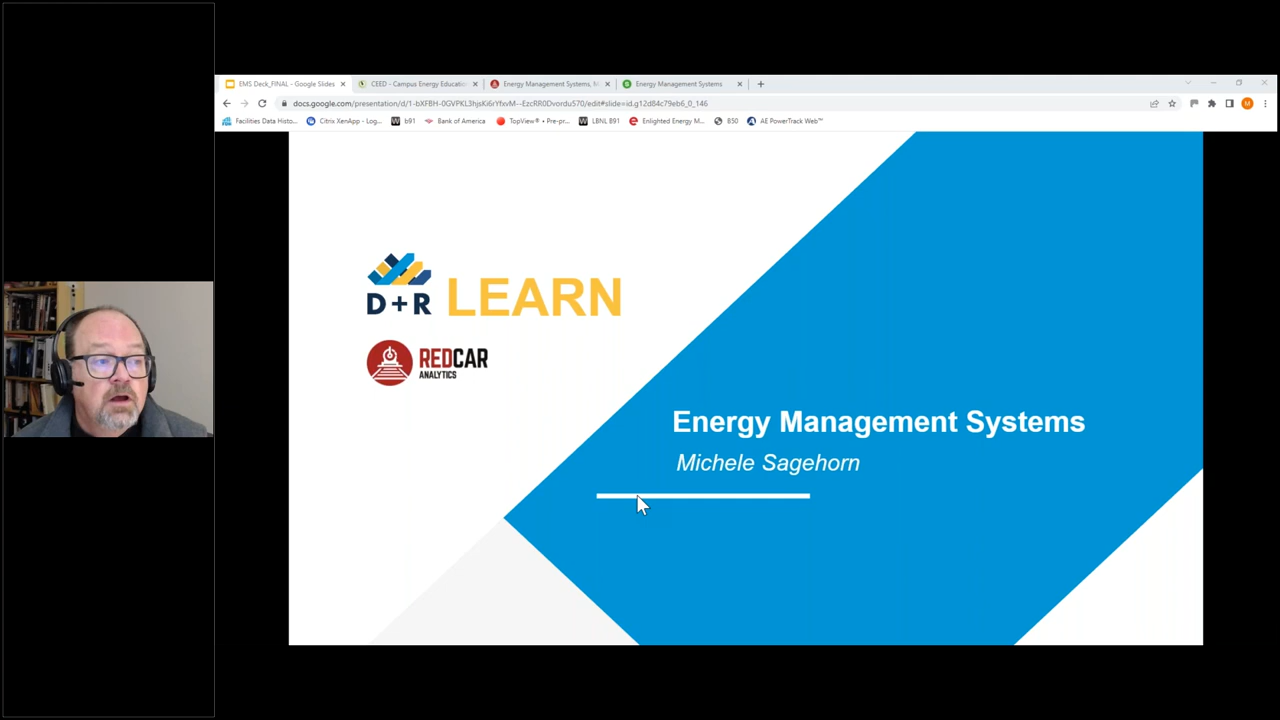 EMS Deck_FINAL - Google Slides
CEED - Campus Energy Educatio
Energy Management Systems, M
Energy Management Systems
docs.google.com/presentation/d/1-bXFBH-0GVPKL3hjsKi6rYfxvM--EzcRR0Dvordu570/edit#slide=id.g12d84c79eb6_0_146
Facilities Data Histo...
Citrix XenApp - Log...
b91
Bank of America
TopView® • Pre-pr...
LBNL B91
Enlighted Energy M...
B50
AE PowerTrack Web™
D+R LEARN
REDCAR
ANALYTICS
Energy Management Systems
Michele Sagehorn